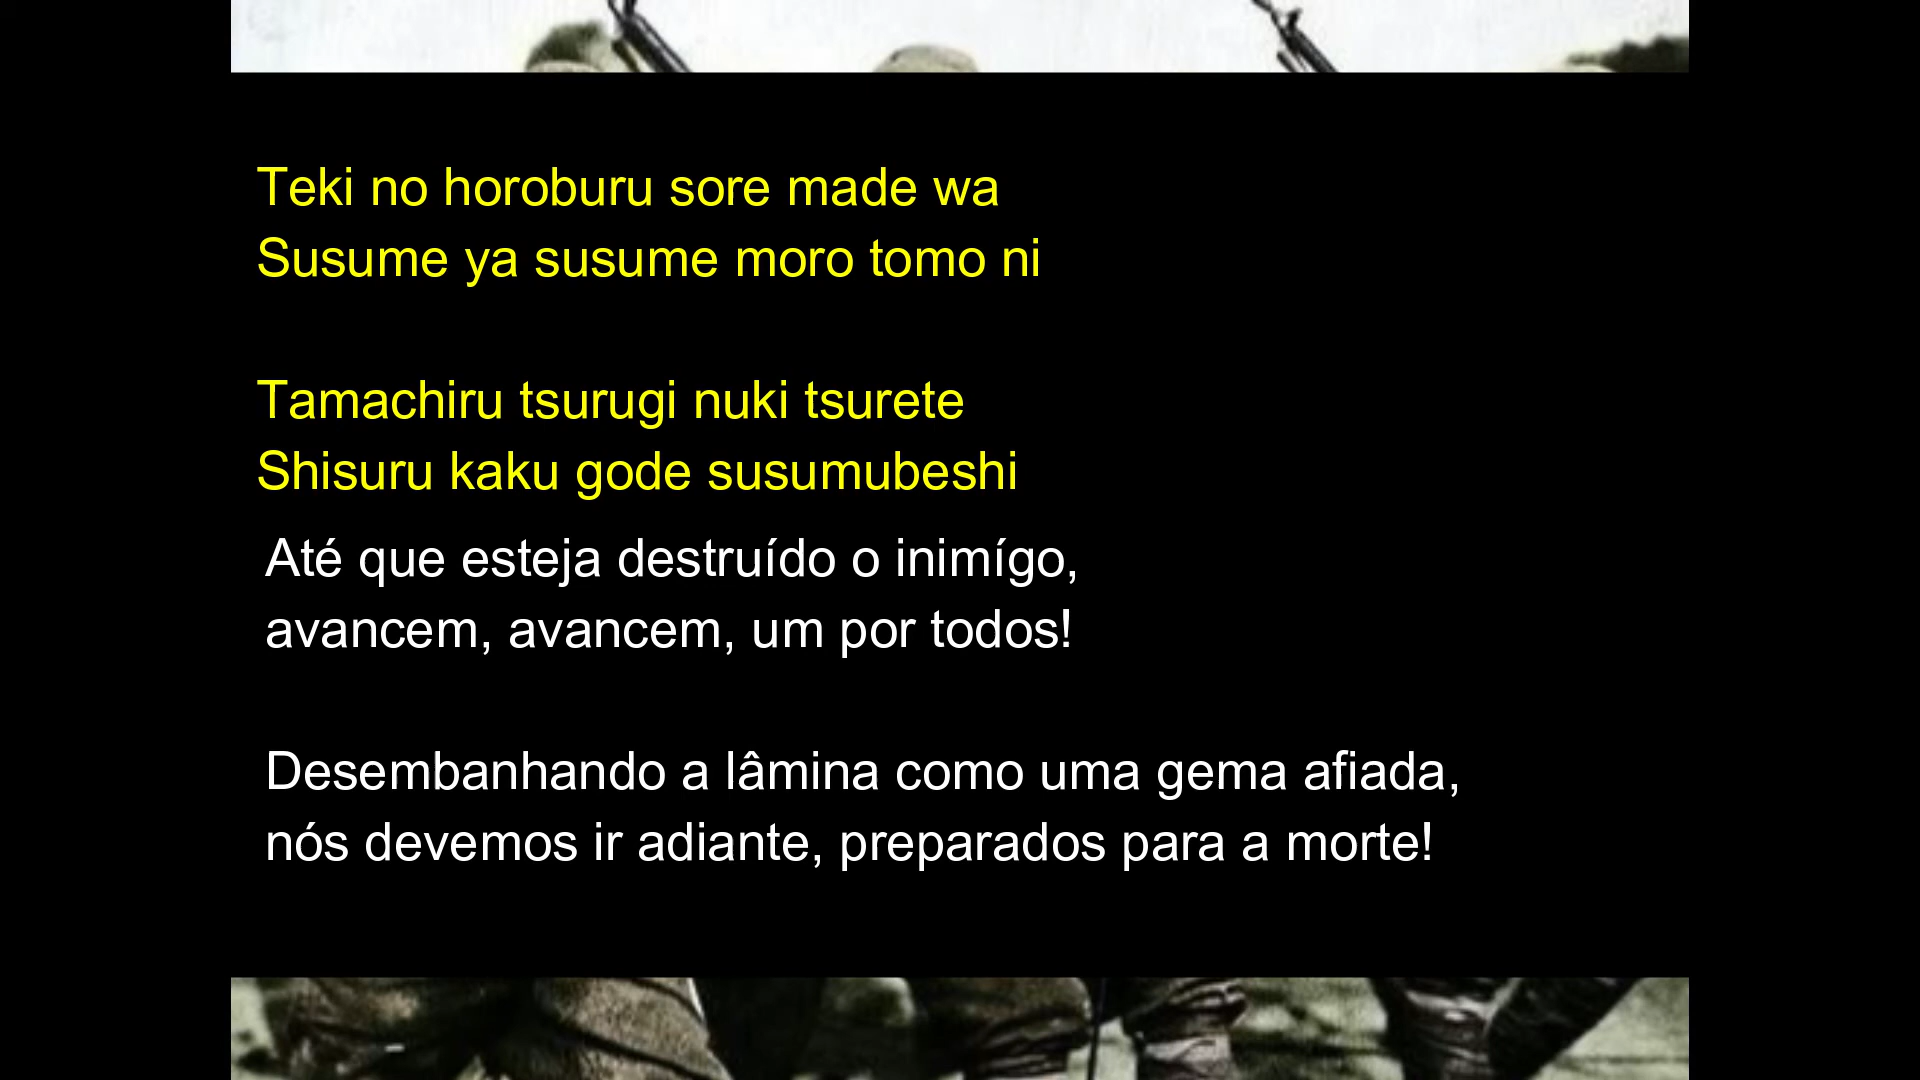 Teki no horoburu sore made wa
Susume ya susume moro tomo ni
Tamachiru tsurugi nuki tsurete
Shisuru kaku gode susumubeshi
Até que esteja destruído o inimígo,
avancem, avancem, um por todos!
Desembanhando a lâmina como uma gema afiada,
nós devemos ir adiante, preparados para a morte!